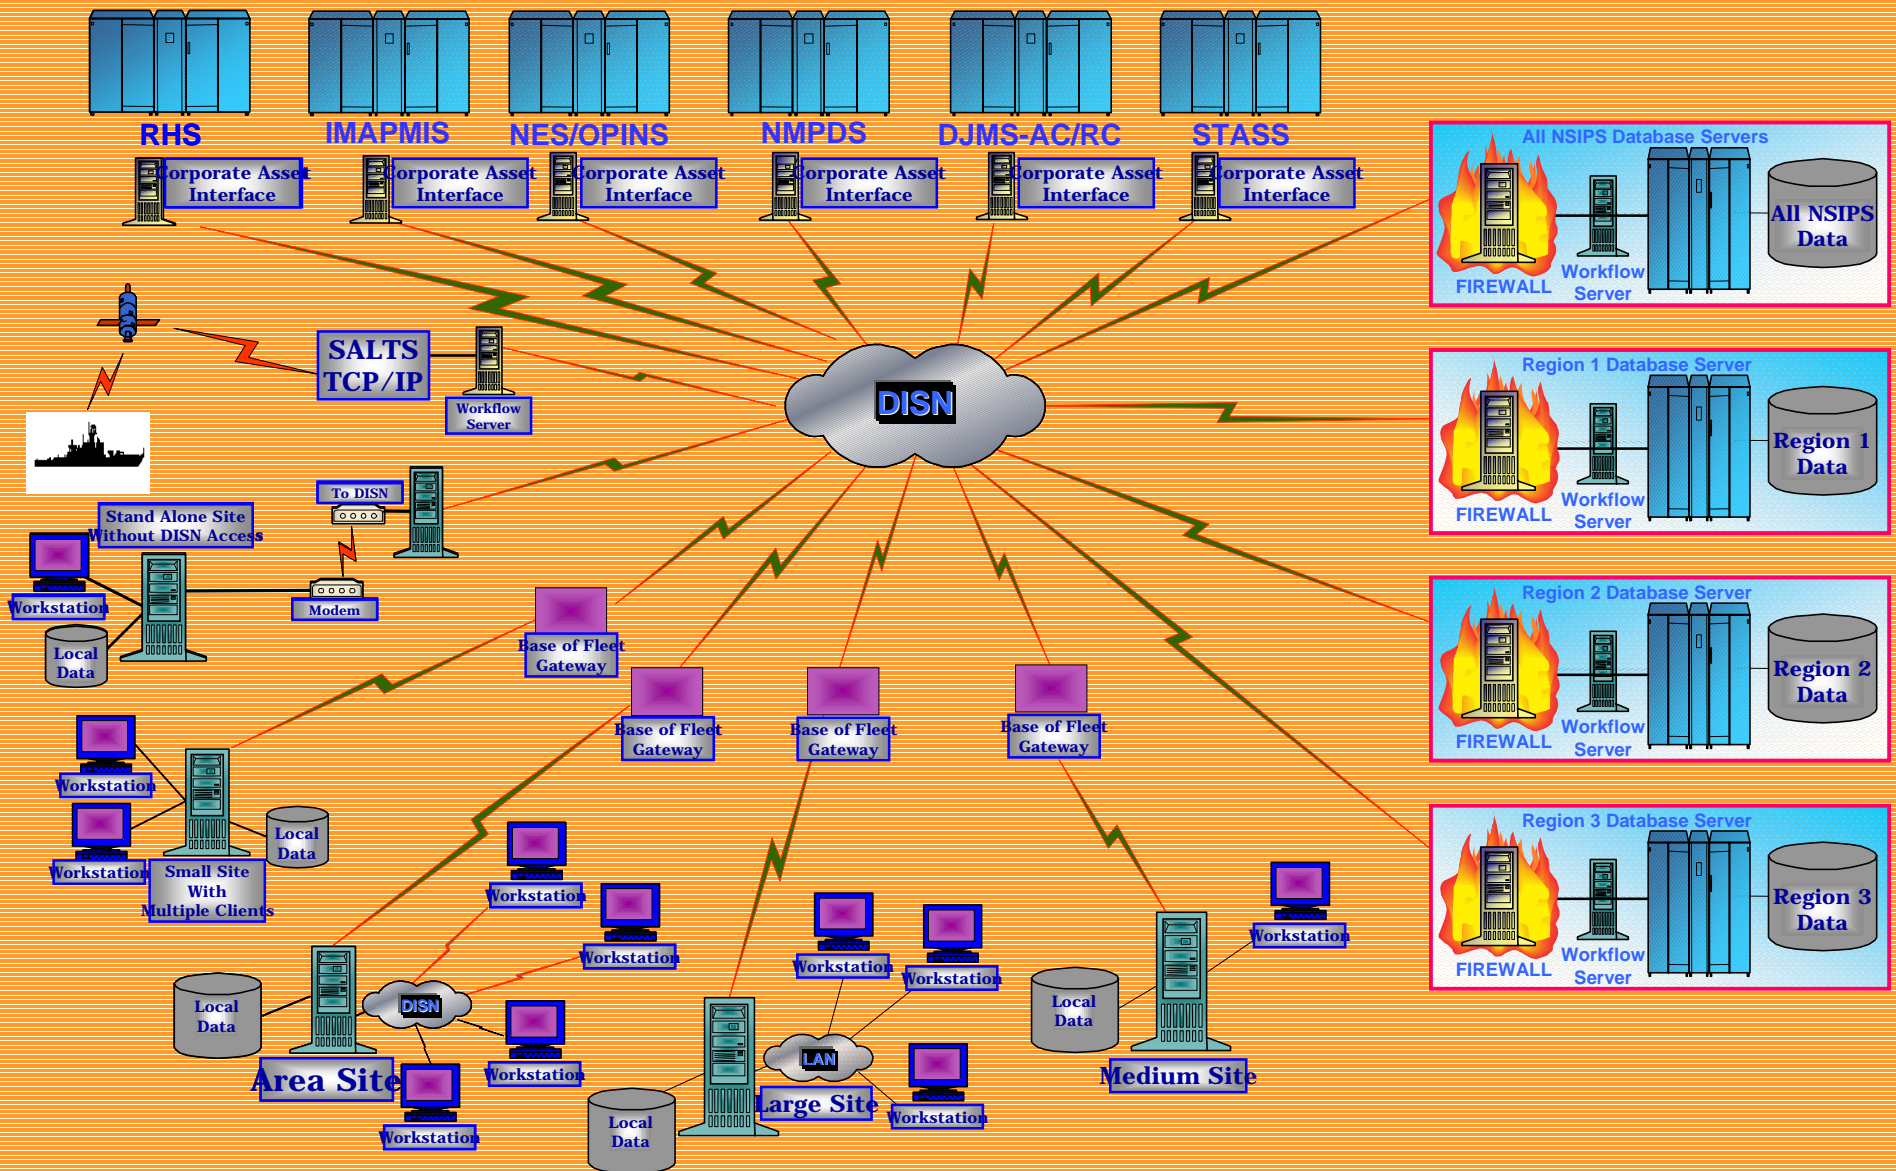 RHS
IMAPMIS
NES/OPINS
NMPDS
DJMS-AC/RC
STASS
Corporate Asset
Interface
Corporate Asset
Interface
Corporate Asset
Interface
Corporate Asset
Interface
Corporate Asset
Interface
Corporate Asset
Interface
All NSIPS Database Servers
All NSIPS
Data
FIREWALL
Workflow
Server
SALTS
TCP/IP
Workflow
Server
DISN
Region 1 Database Server
Region 1
Data
FIREWALL
Workflow
Server
To DISN
Stand Alone Site
Without DISN Access
Workstation
Modem
Local
Data
Region 2 Database Server
Region 2
Data
FIREWALL
Workflow
Server
Base of Fleet
Gateway
Base of Fleet
Gateway
Base of Fleet
Gateway
Base of Fleet
Gateway
Workstation
Workstation
Local
Data
Small Site
With
Multiple Clients
Region 3 Database Server
Region 3
Data
FIREWALL
Workflow
Server
Workstation
Workstation
Local
Data
DISN
Workstation
Area Site
Workstation
Workstation
Workstation
LAN
Large Site
Workstation
Local
Data
Workstation
Local
Data
Medium Site